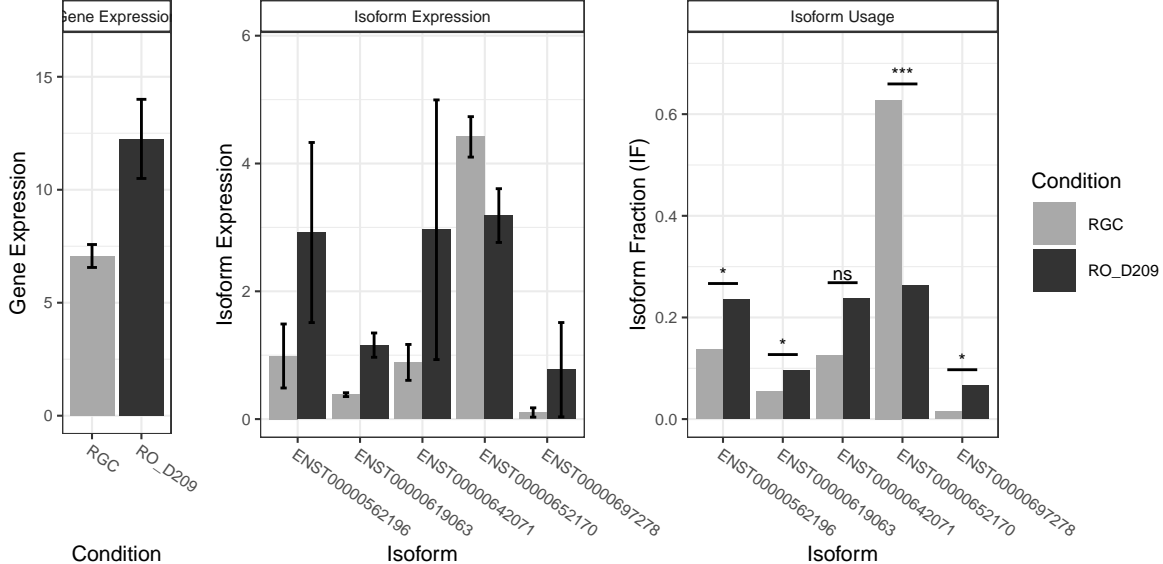 Gene Expression
Isoform Expression
Isoform Usage
Gene Expression
15
10
5
0
RGC
RO_D209
Condition
Isoform Expression
6
4
2
0
ENST00000562196
ENST00000619063
ENST00000642071
ENST00000652170
ENST00000697278
Isoform
Isoform Fraction (IF)
0.6
0.4
0.2
0.0
*
*
ns
***
*
ENST00000562196
ENST00000619063
ENST00000642071
ENST00000652170
ENST00000697278
Isoform
Condition
RGC
RO_D209